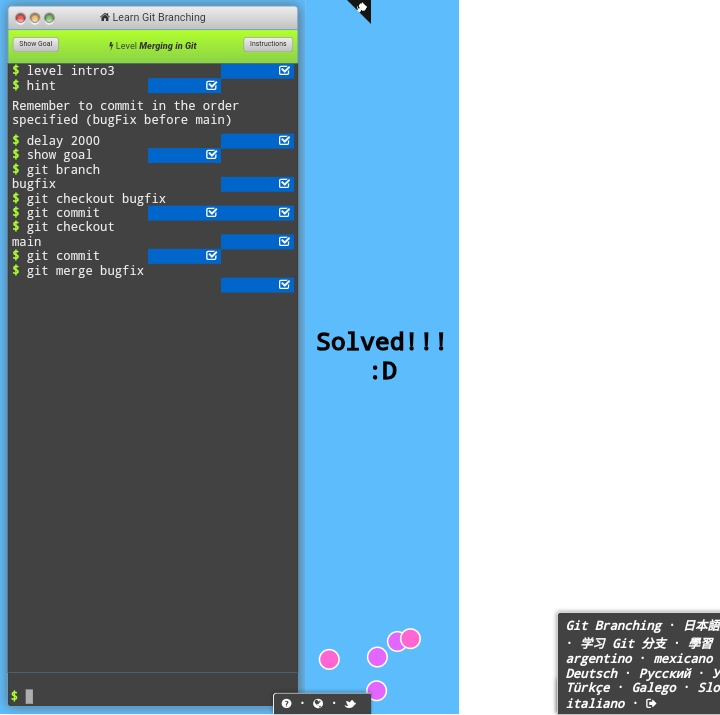 Learn Git Branching
Show Goal
Level Merging in Git
Instructions
$ level intro3
$ hint
Remember to commit in the order
specified (bugFix before main)
$ delay 2000
$ show goal
$ git branch
bugfix
$ git checkout bugfix
$ git commit
$ git checkout
main
$ git commit
$ git merge bugfix
Solved!!!
:D
$
Git Branching · 日本語
· 学习 Git 分支 · 學習
argentino · mexicano
Deutsch · Русский ·
Türkçe · Galego · Slo
italiano ·